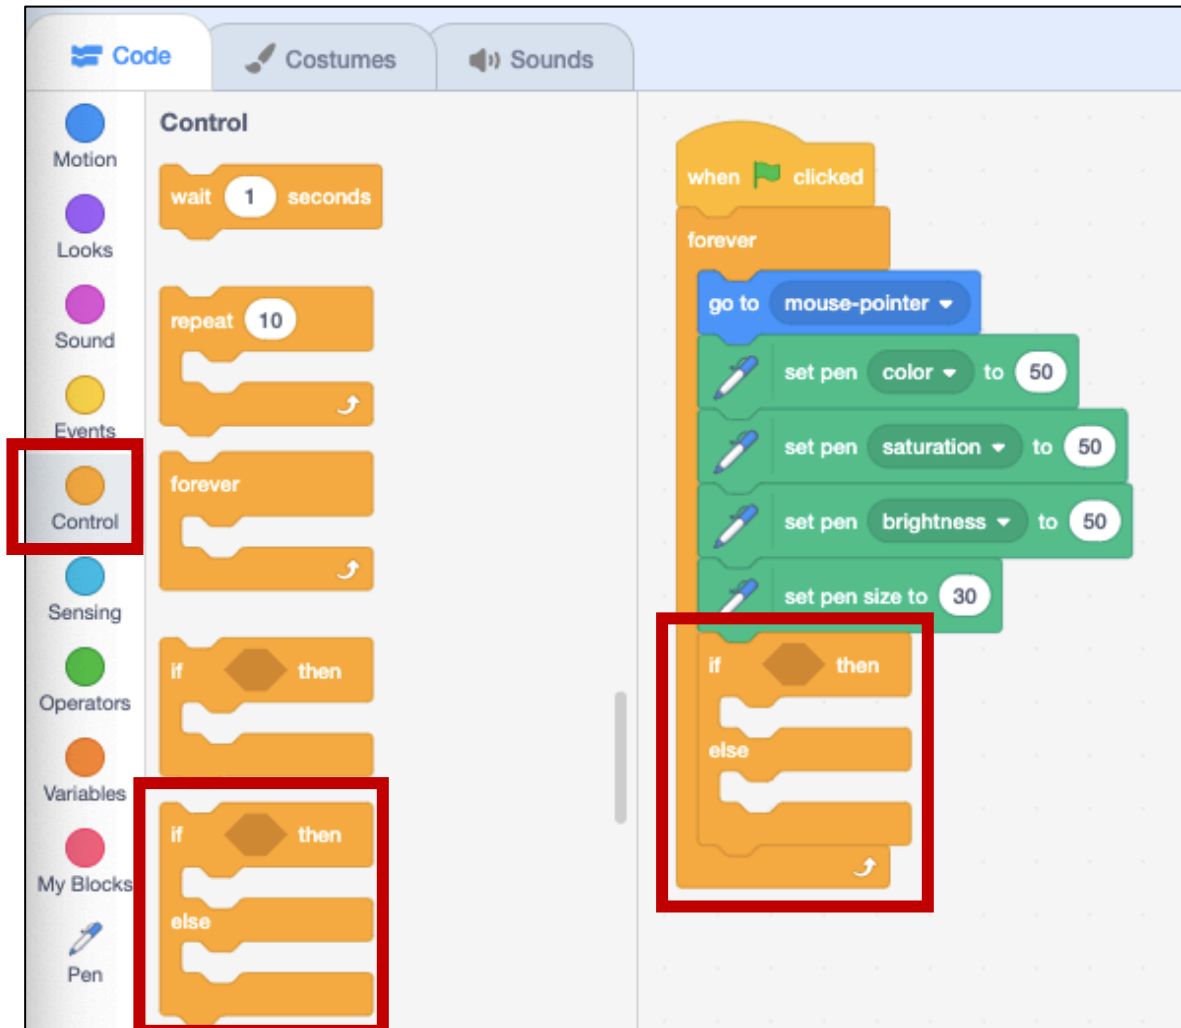 Code
Costumes
Sounds
Motion
Looks
Sound
Events
Control
Sensing
Operators
Variables
My Blocks
Pen
Control
wait 1 seconds
repeat 10
forever
if then
if then
else
when clicked
forever
go to mouse-pointer
set pen color to 50
set pen saturation to 50
set pen brightness to 50
set pen size to 30
if then
else